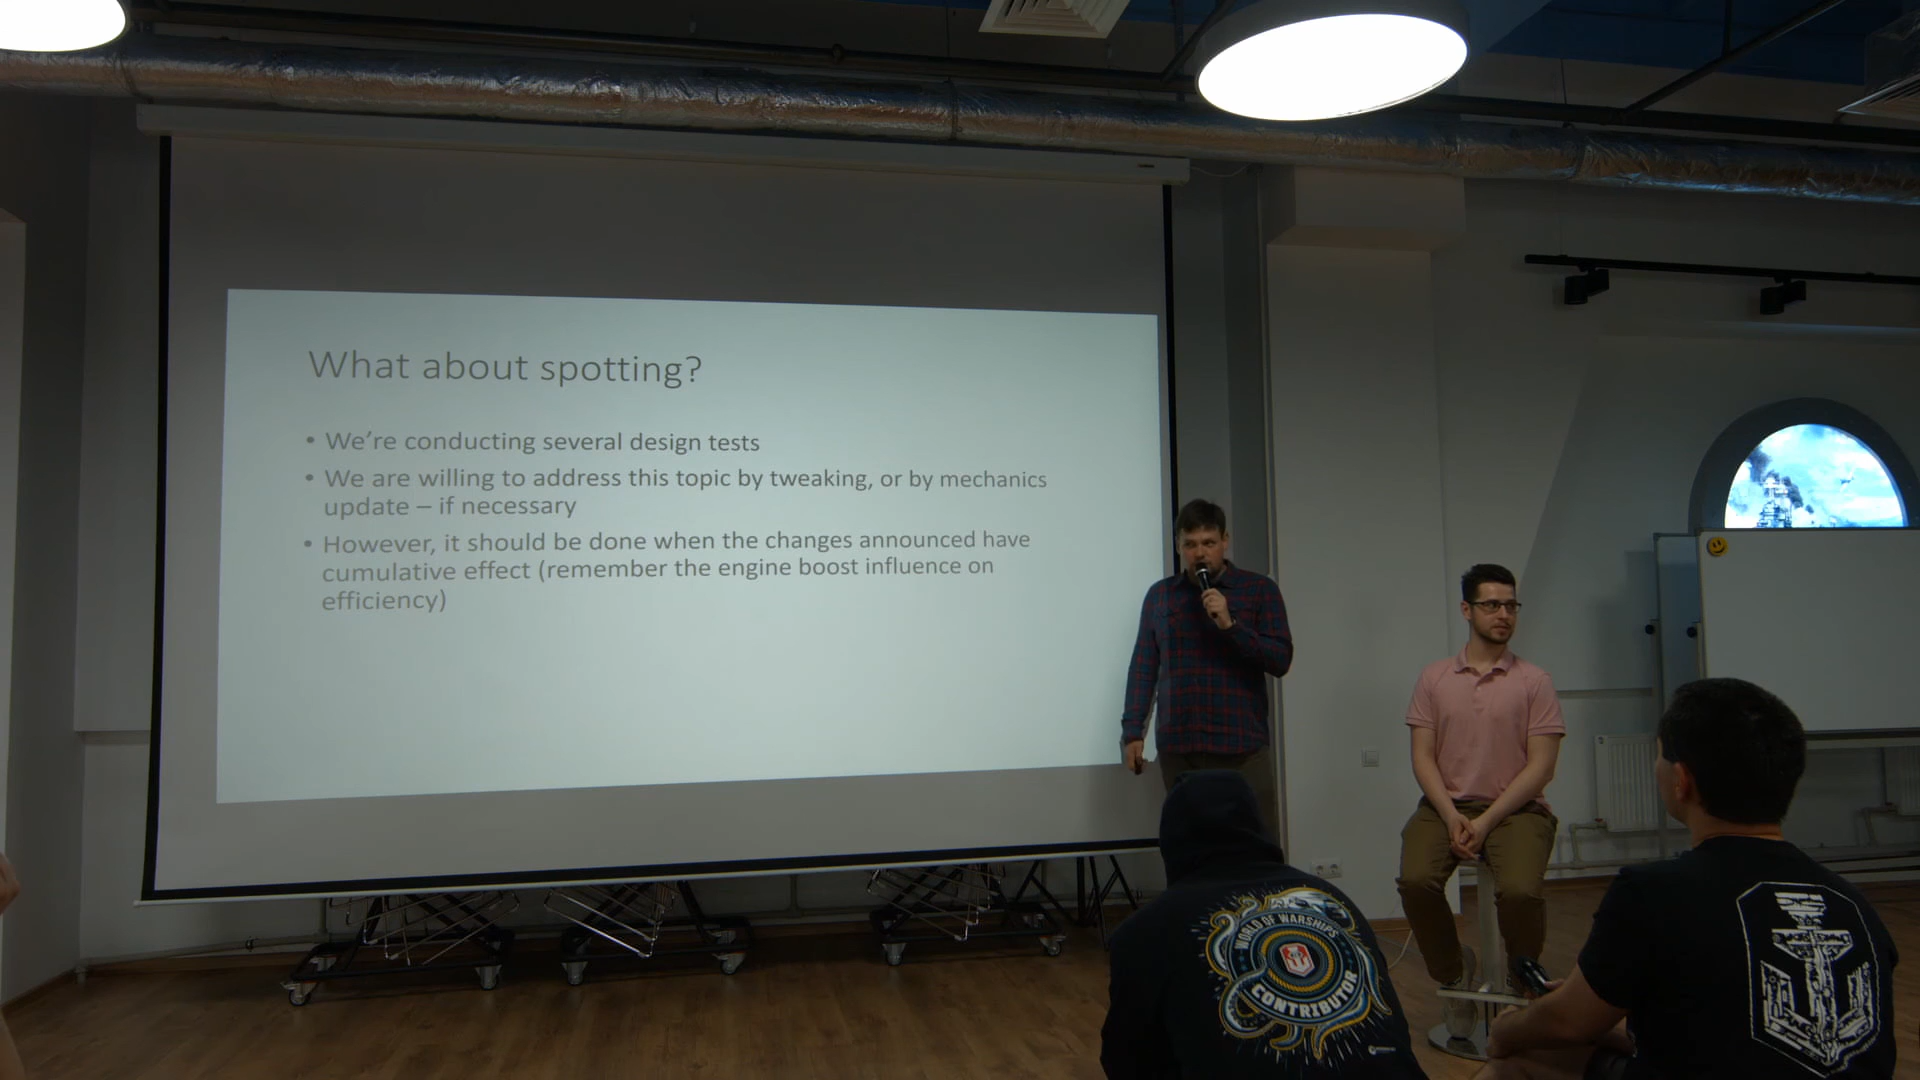 What about spotting?
• We're conducting several design tests
• We are willing to address this topic by tweaking, or by mechanics
update – if necessary
• However, it should be done when the changes announced have
cumulative effect (remember the engine boost influence on
efficiency)
WORLD OF WARSHIPS
CONTRIBUTOR